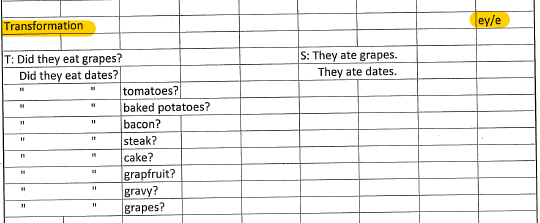 Transformation ey/e
T: Did they eat grapes? S: They ate grapes.
Did they eat dates? They ate dates.
" " tomatoes?
" " baked potatoes?
" " bacon?
" " steak?
" " cake?
" " grapfruit?
" " gravy?
" " grapes?